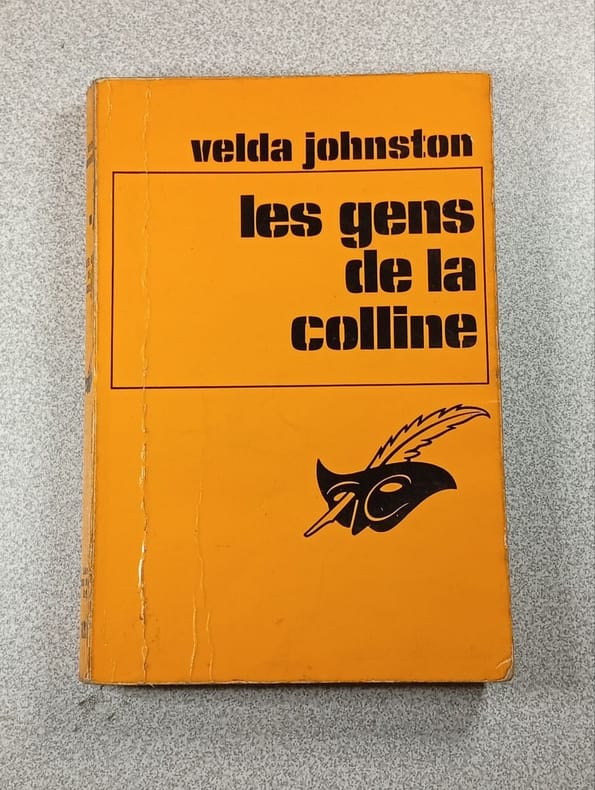 velda johnston
les gens
de la
colline